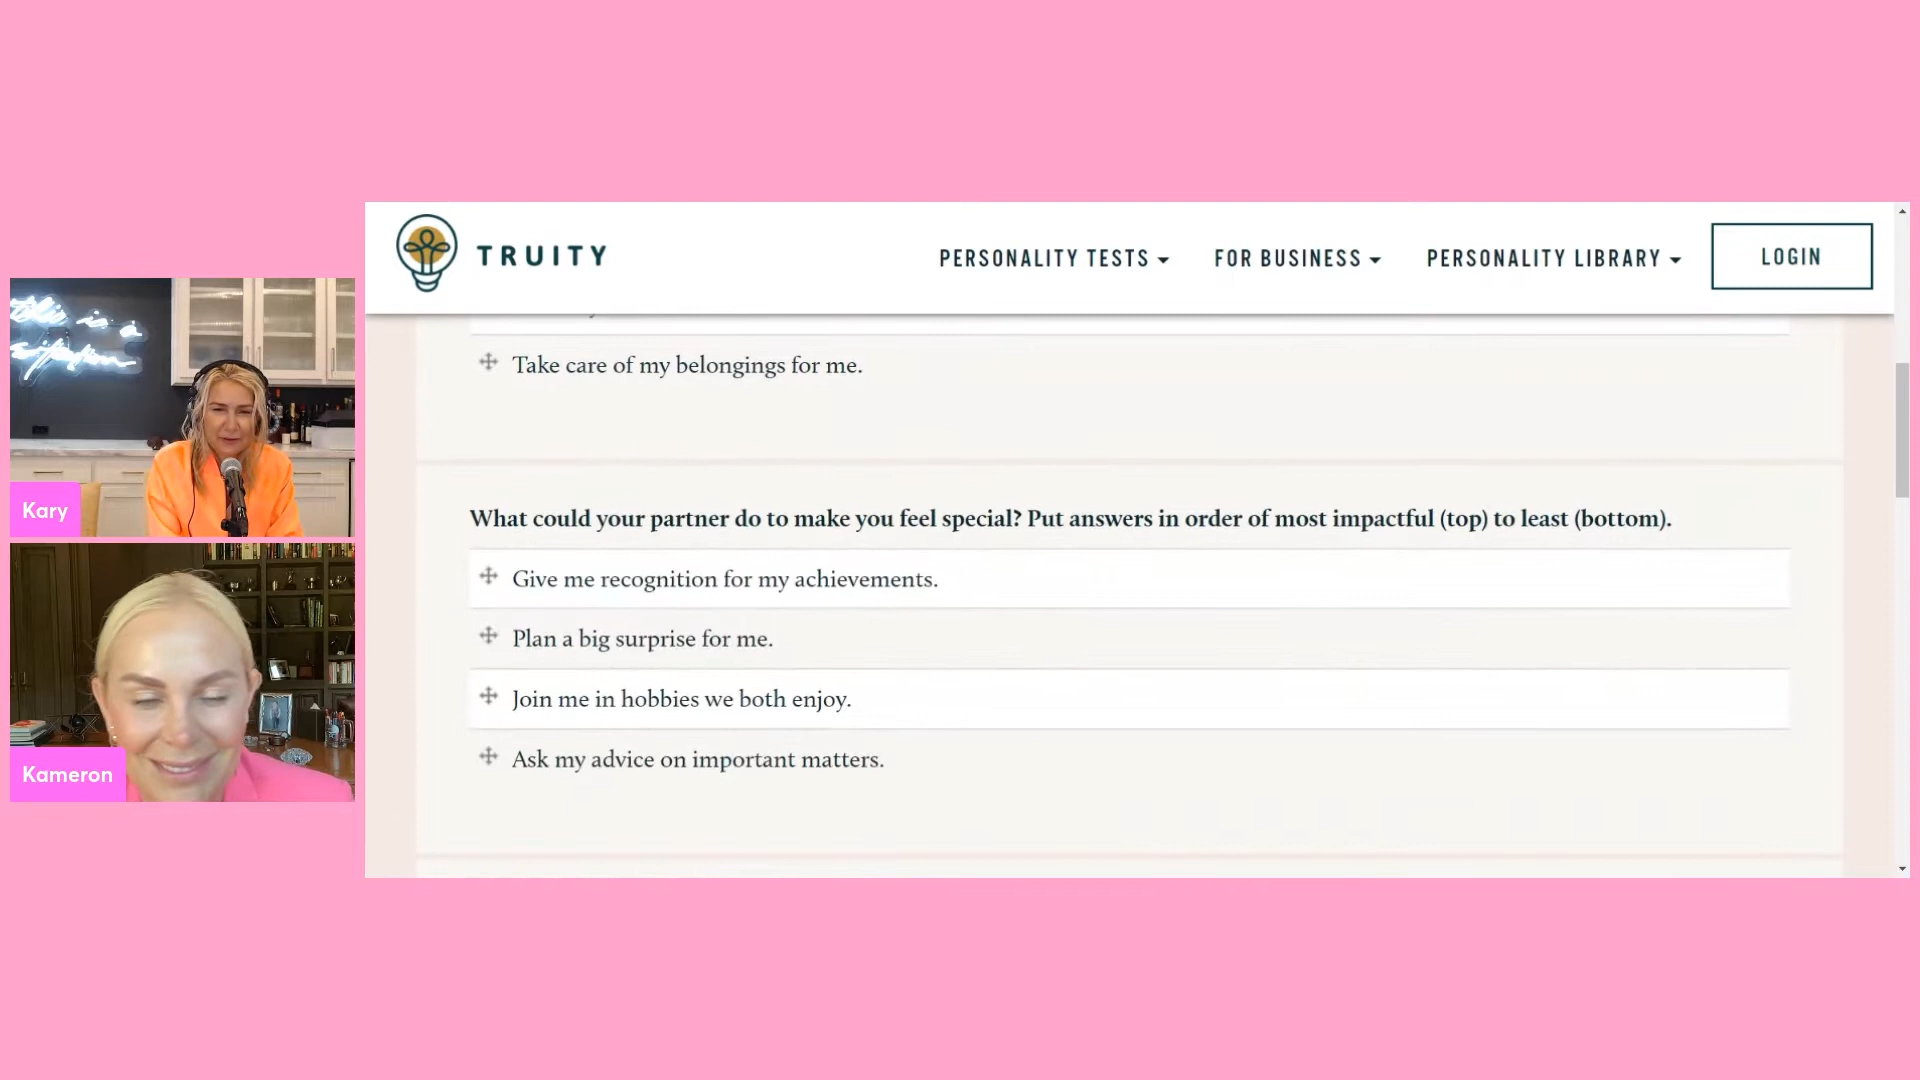 TRUITY
PERSONALITY TESTS
FOR BUSINESS
PERSONALITY LIBRARY
LOGIN
Take care of my belongings for me.
What could your partner do to make you feel special? Put answers in order of most impactful (top) to least (bottom).
Give me recognition for my achievements.
Plan a big surprise for me.
Join me in hobbies we both enjoy.
Ask my advice on important matters.
this is a
Kary
Kameron